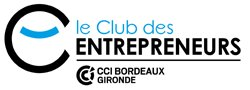 le Club des
ENTREPRENEURS
CCI BORDEAUX
GIRONDE